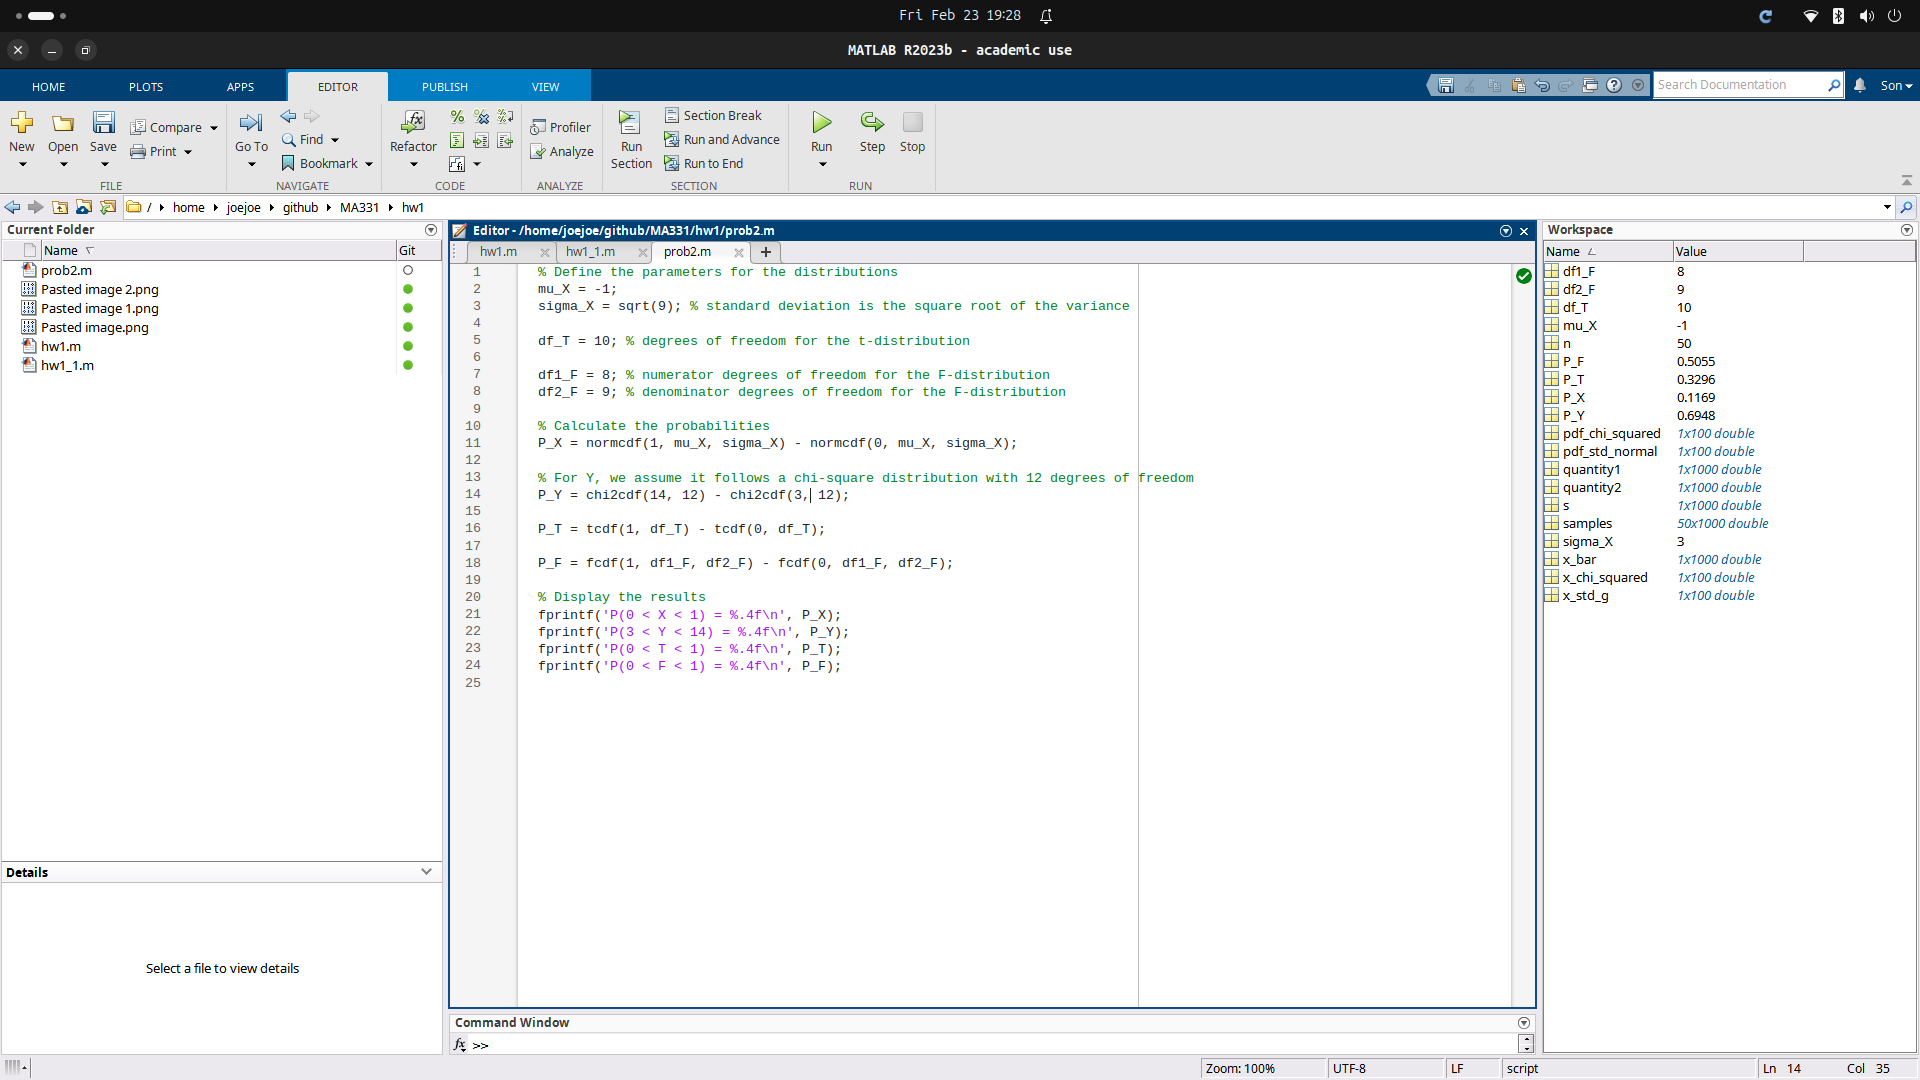 Fri Feb 23 19:28
MATLAB R2023b - academic use
HOME PLOTS APPS EDITOR PUBLISH VIEW
Search Documentation
Son
New Open Save Compare Print
FILE
Go To Find Bookmark
NAVIGATE
Refactor
CODE
Profiler
Analyze
ANALYZE
Run Section
Section Break
Run and Advance
Run to End
SECTION
Run Step Stop
RUN
/ home joejoe github MA331 hw1
Current Folder
Name Git
prob2.m
Pasted image 2.png
Pasted image 1.png
Pasted image.png
hw1.m
hw1_1.m
Details
Select a file to view details
Editor - /home/joejoe/github/MA331/hw1/prob2.m
hw1.m hw1_1.m prob2.m
1 % Define the parameters for the distributions
2 mu_X = -1;
3 sigma_X = sqrt(9); % standard deviation is the square root of the variance
4
5 df_T = 10; % degrees of freedom for the t-distribution
6
7 df1_F = 8; % numerator degrees of freedom for the F-distribution
8 df2_F = 9; % denominator degrees of freedom for the F-distribution
9
10 % Calculate the probabilities
11 P_X = normcdf(1, mu_X, sigma_X) - normcdf(0, mu_X, sigma_X);
12
13 % For Y, we assume it follows a chi-square distribution with 12 degrees of freedom
14 P_Y = chi2cdf(14, 12) - chi2cdf(3, 12);
15
16 P_T = tcdf(1, df_T) - tcdf(0, df_T);
17
18 P_F = fcdf(1, df1_F, df2_F) - fcdf(0, df1_F, df2_F);
19
20 % Display the results
21 fprintf('P(0 < X < 1) = %.4f\n', P_X);
22 fprintf('P(3 < Y < 14) = %.4f\n', P_Y);
23 fprintf('P(0 < T < 1) = %.4f\n', P_T);
24 fprintf('P(0 < F < 1) = %.4f\n', P_F);
25
Command Window
fx >>
Workspace
Name Value
df1_F 8
df2_F 9
df_T 10
mu_X -1
n 50
P_F 0.5055
P_T 0.3296
P_X 0.1169
P_Y 0.6948
pdf_chi_squared 1x100 double
pdf_std_normal 1x100 double
quantity1 1x1000 double
quantity2 1x1000 double
s 1x1000 double
samples 50x1000 double
sigma_X 3
x_bar 1x1000 double
x_chi_squared 1x100 double
x_std_g 1x100 double
Zoom: 100% UTF-8 LF script Ln 14 Col 35